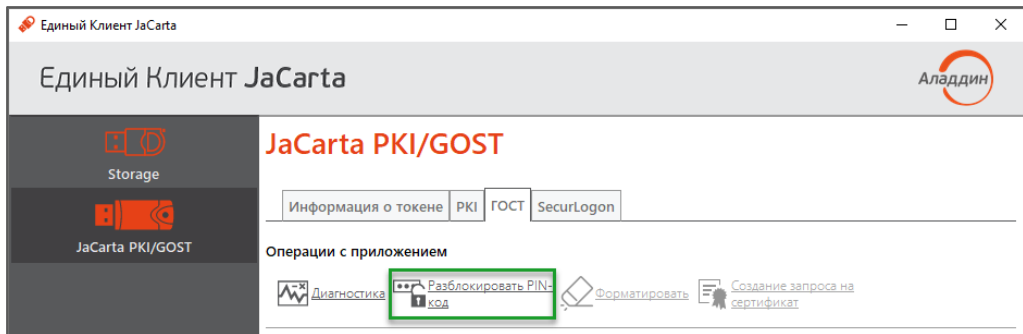 Единый Клиент JaCarta
Единый Клиент JaCarta
Аладдин
Storage
JaCarta PKI/GOST
JaCarta PKI/GOST
Информация о токене PKI ГОСТ SecurLogon
Операции с приложением
Диагностика
Разблокировать PIN-
код
Форматировать
Создание запроса на
сертификат